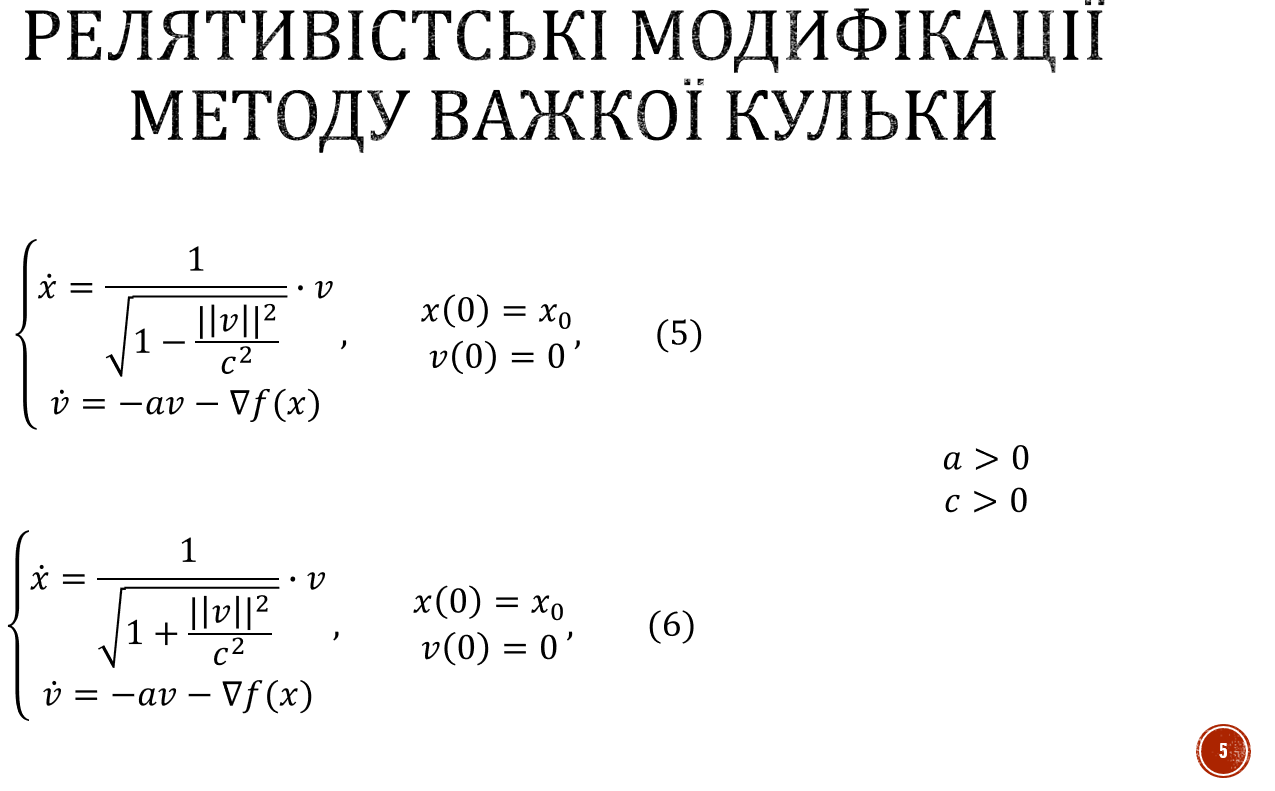 РЕЛЯТИВІСТСЬКІ МОДИФІКАЦІЇ
МЕТОДУ ВАЖКОЇ КУЛЬКИ
{ẋ = 1/√(1 − ||v||²/c²) · v
v̇ = −av − ∇f(x) ,
x(0) = x₀
v(0) = 0 ,
(5)
a > 0
c > 0
{ẋ = 1/√(1 + ||v||²/c²) · v
v̇ = −av − ∇f(x) ,
x(0) = x₀
v(0) = 0 ,
(6)
5